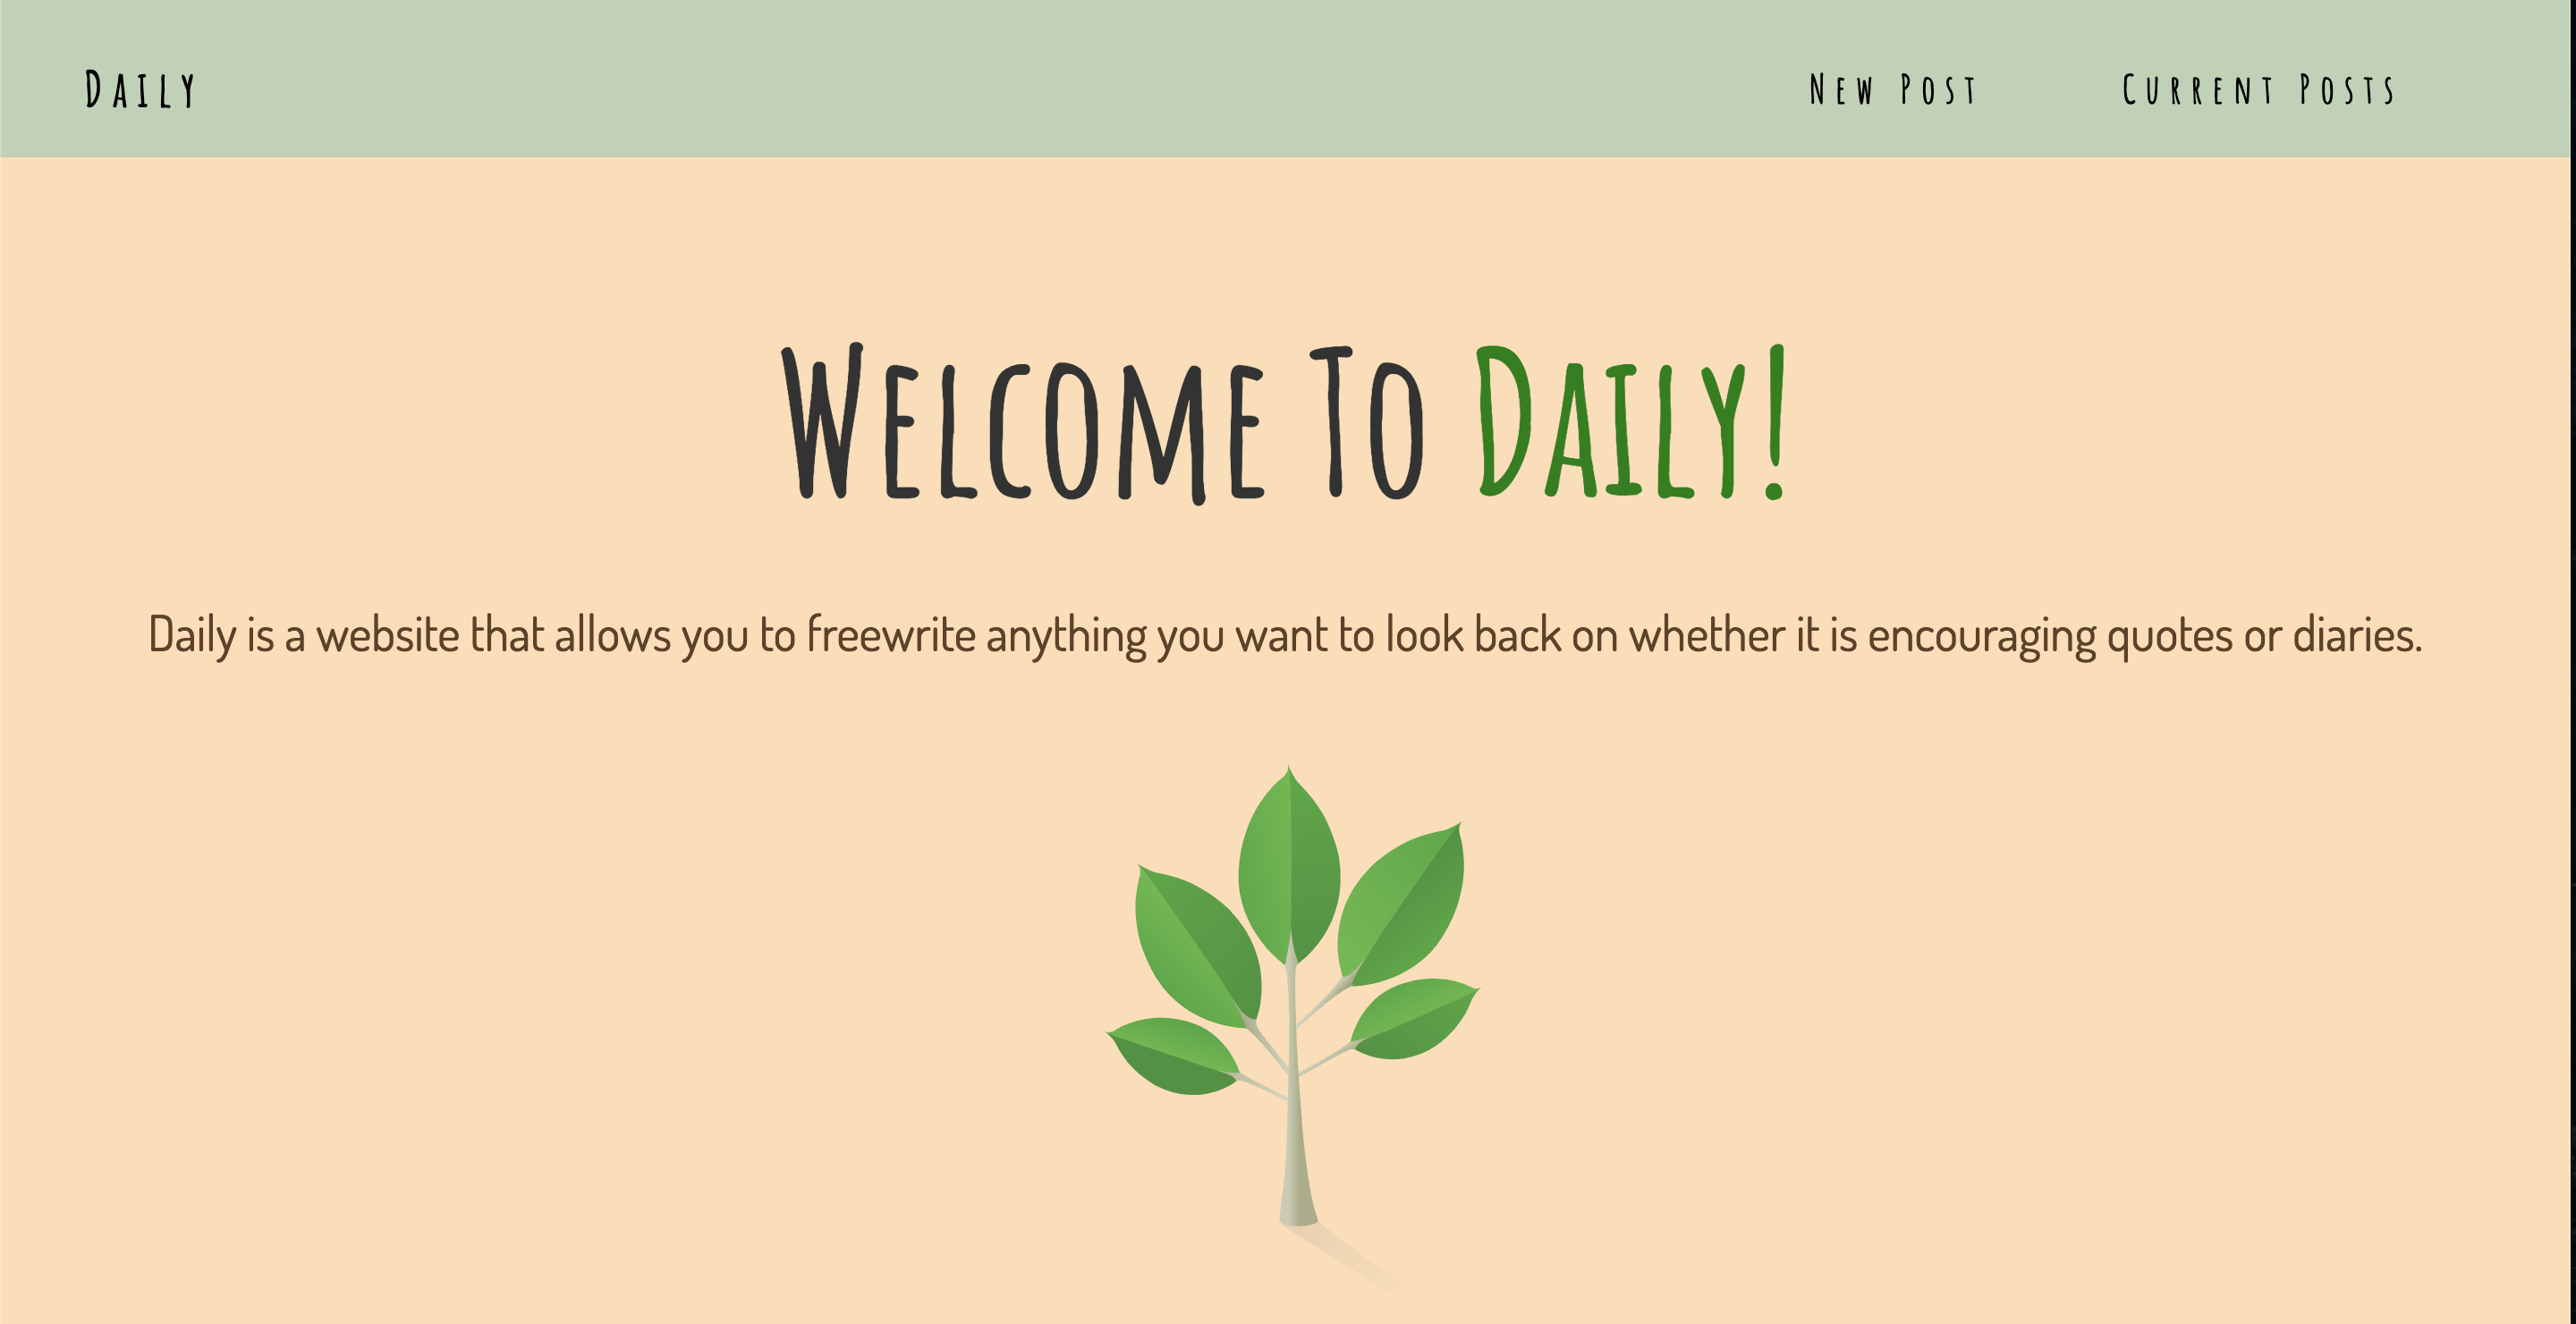 Daily
New Post
Current Posts
Welcome To Daily!
Daily is a website that allows you to freewrite anything you want to look back on whether it is encouraging quotes or diaries.